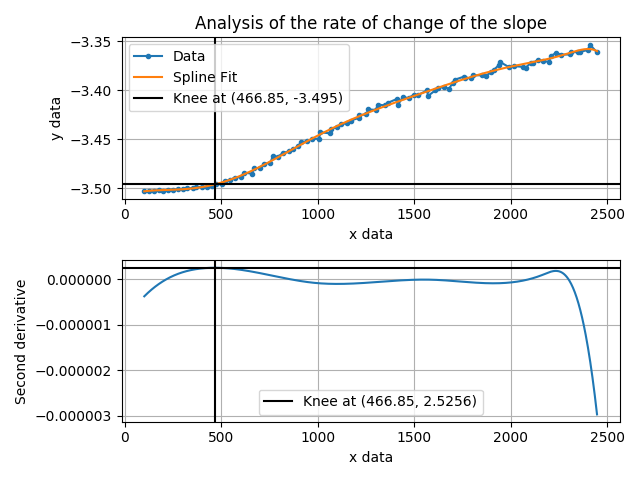 Analysis of the rate of change of the slope
−3.35
−3.40
−3.45
−3.50
y data
Data
Spline Fit
Knee at (466.85, -3.495)
0
500
1000
1500
2000
2500
x data
0.000000
−0.000001
−0.000002
−0.000003
Second derivative
Knee at (466.85, 2.5256)
0
500
1000
1500
2000
2500
x data